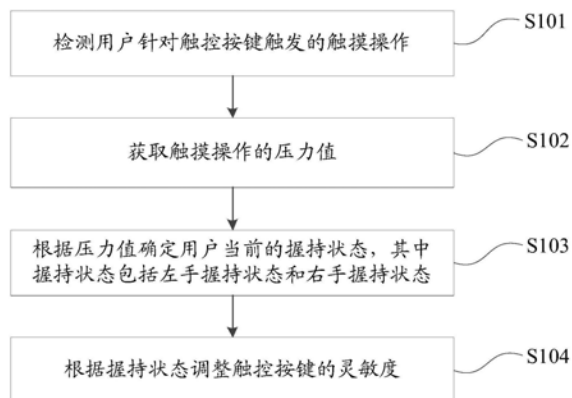 检测用户针对触控按键触发的触摸操作
S101
获取触摸操作的压力值
S102
根据压力值确定用户当前的握持状态，其中
握持状态包括左手握持状态和右手握持状态
S103
根据握持状态调整触控按键的灵敏度
S104